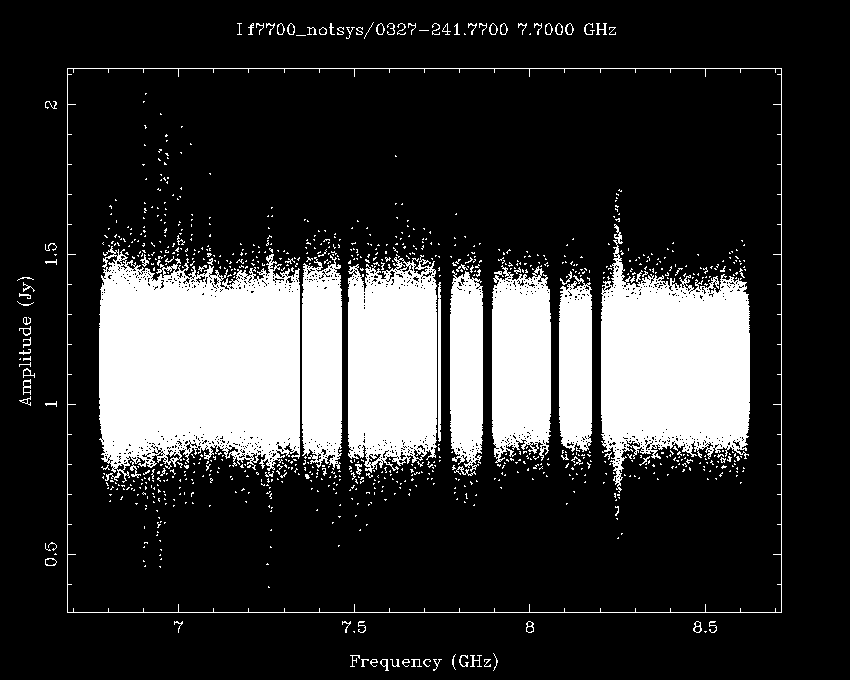 If7700_notsys/0327-241.7700 7.7000 GHz
2
1.5
Amplitude (Jy)
1
0.5
7 7.5 8 8.5
Frequency (GHz)